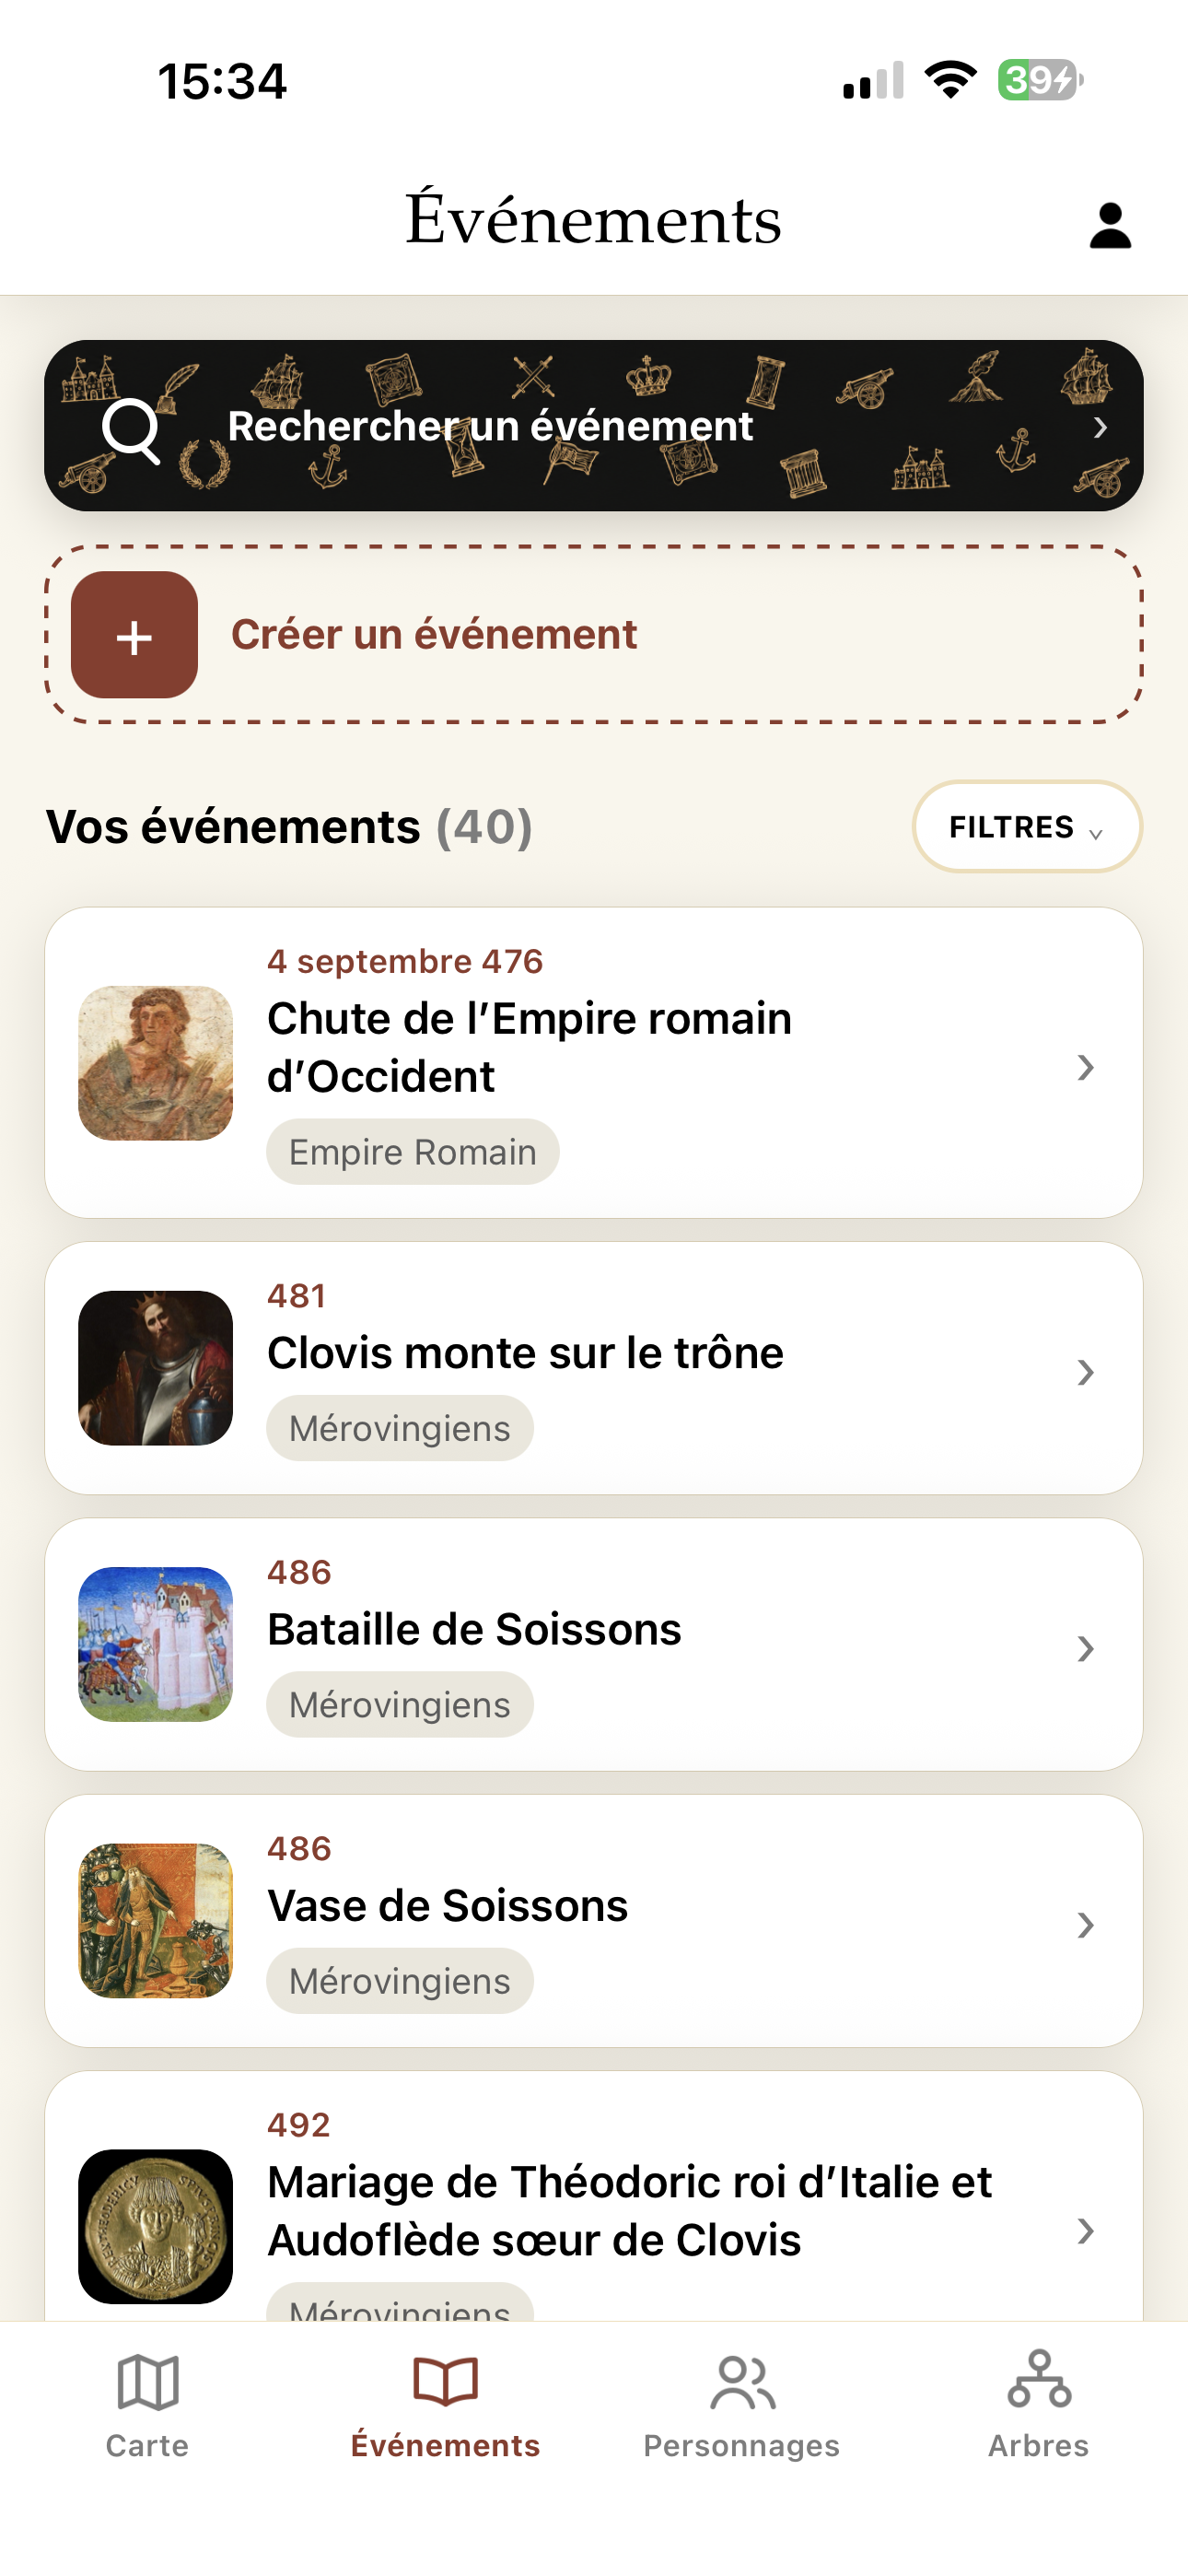 15:34
39
Événements
Rechercher un événement
Créer un événement
Vos événements (40)
FILTRES
4 septembre 476
Chute de l’Empire romain
d’Occident
Empire Romain
481
Clovis monte sur le trône
Mérovingiens
486
Bataille de Soissons
Mérovingiens
486
Vase de Soissons
Mérovingiens
492
Mariage de Théodoric roi d’Italie et
Audoflède sœur de Clovis
Mérovingiens
Carte
Événements
Personnages
Arbres